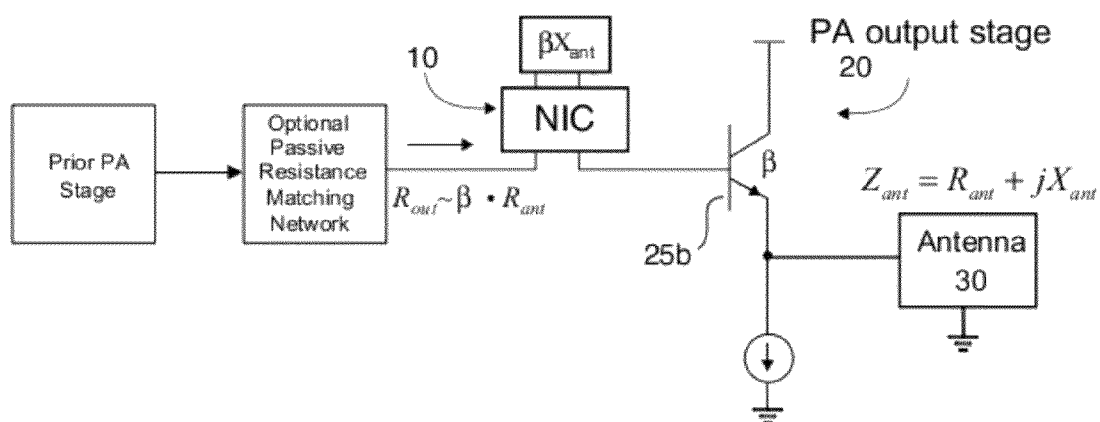 PA output stage
20
10
βX_ant
NIC
Prior PA
Stage
Optional
Passive
Resistance
Matching
Network
R_out~β • R_ant
β
25b
Z_ant = R_ant + jX_ant
Antenna
30